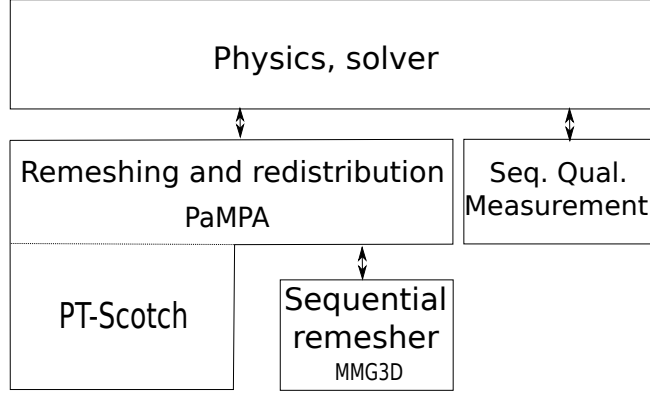 Physics, solver
Remeshing and redistribution
PaMPA
Seq. Qual.
Measurement
PT-Scotch
Sequential
remesher
MMG3D